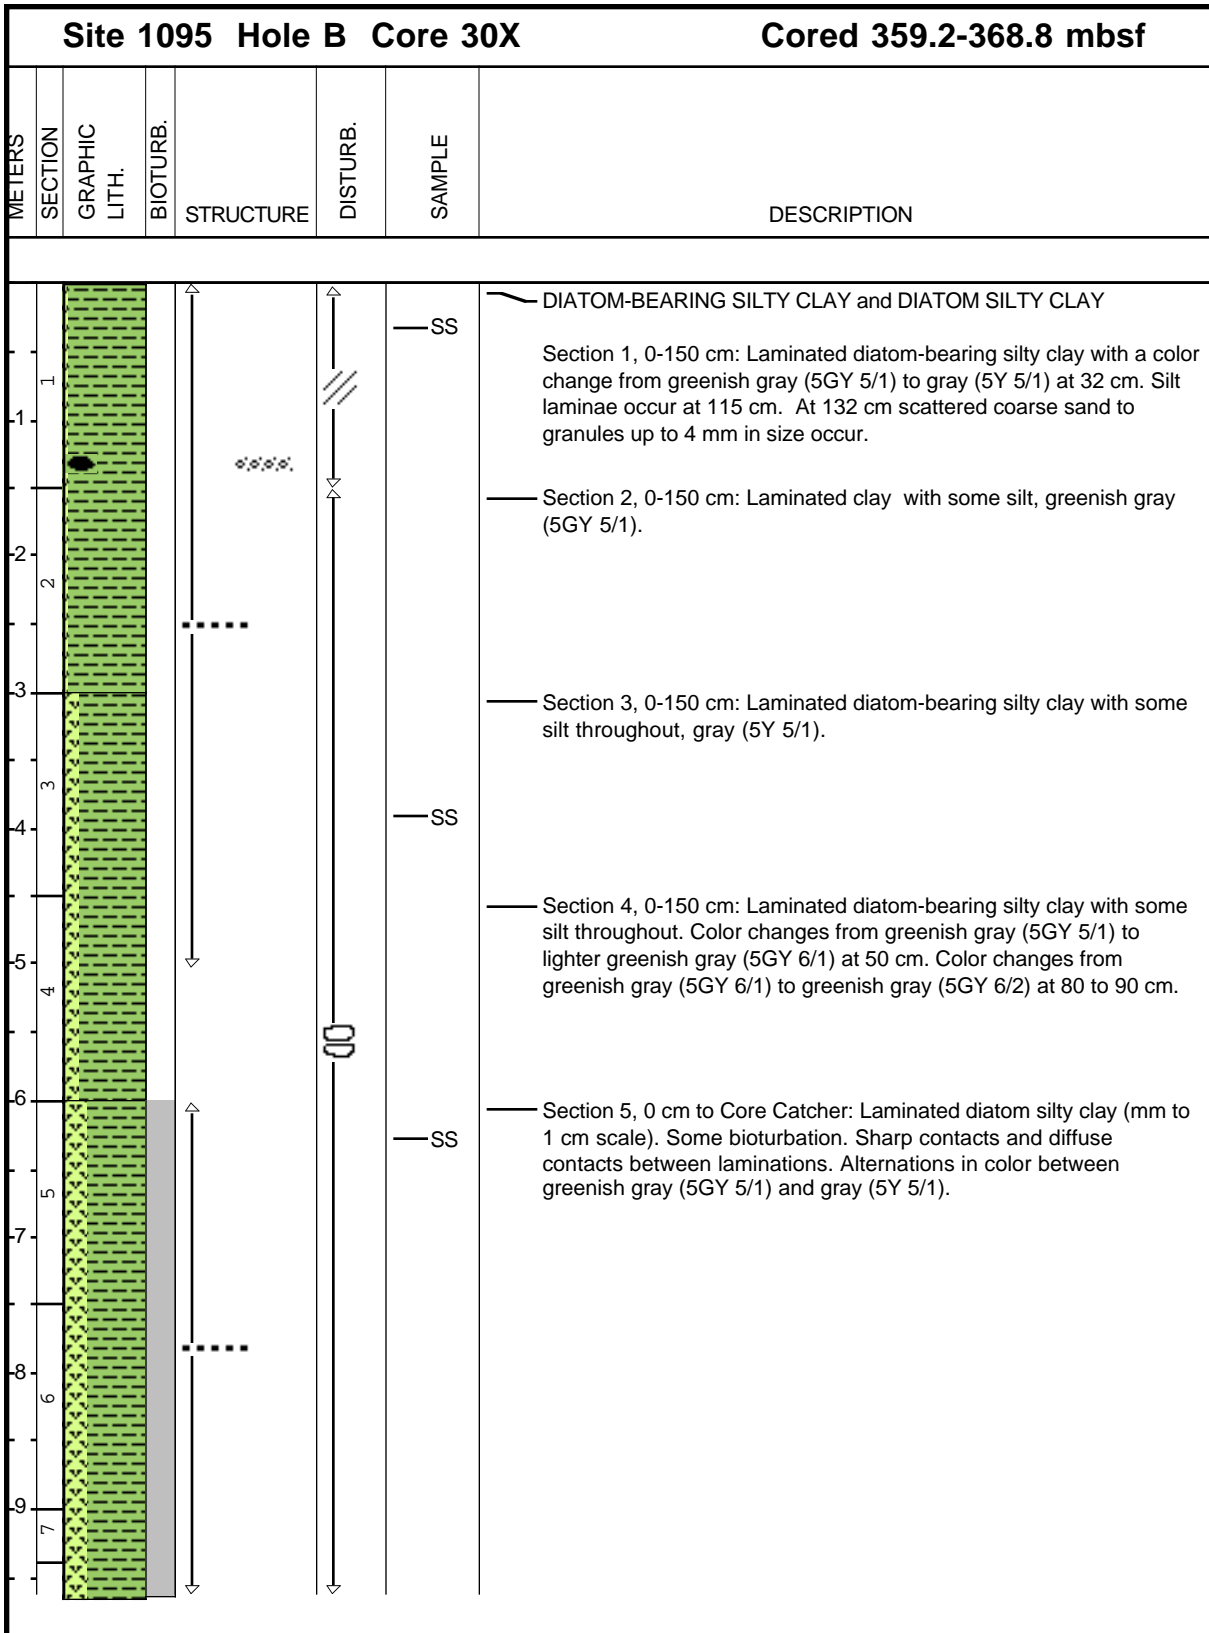 Site 1095 Hole B Core 30X Cored 359.2-368.8 mbsf
METERS
SECTION
GRAPHIC
LITH.
BIOTURB.
STRUCTURE
DISTURB.
SAMPLE
DESCRIPTION
DIATOM-BEARING SILTY CLAY and DIATOM SILTY CLAY
SS
Section 1, 0-150 cm: Laminated diatom-bearing silty clay with a color
change from greenish gray (5GY 5/1) to gray (5Y 5/1) at 32 cm. Silt
laminae occur at 115 cm. At 132 cm scattered coarse sand to
granules up to 4 mm in size occur.
1
1
Section 2, 0-150 cm: Laminated clay with some silt, greenish gray
(5GY 5/1).
2
2
3
Section 3, 0-150 cm: Laminated diatom-bearing silty clay with some
silt throughout, gray (5Y 5/1).
3
4
SS
Section 4, 0-150 cm: Laminated diatom-bearing silty clay with some
silt throughout. Color changes from greenish gray (5GY 5/1) to
lighter greenish gray (5GY 6/1) at 50 cm. Color changes from
greenish gray (5GY 6/1) to greenish gray (5GY 6/2) at 80 to 90 cm.
5
4
6
Section 5, 0 cm to Core Catcher: Laminated diatom silty clay (mm to
1 cm scale). Some bioturbation. Sharp contacts and diffuse
contacts between laminations. Alternations in color between
greenish gray (5GY 5/1) and gray (5Y 5/1).
SS
5
7
8
6
9
7